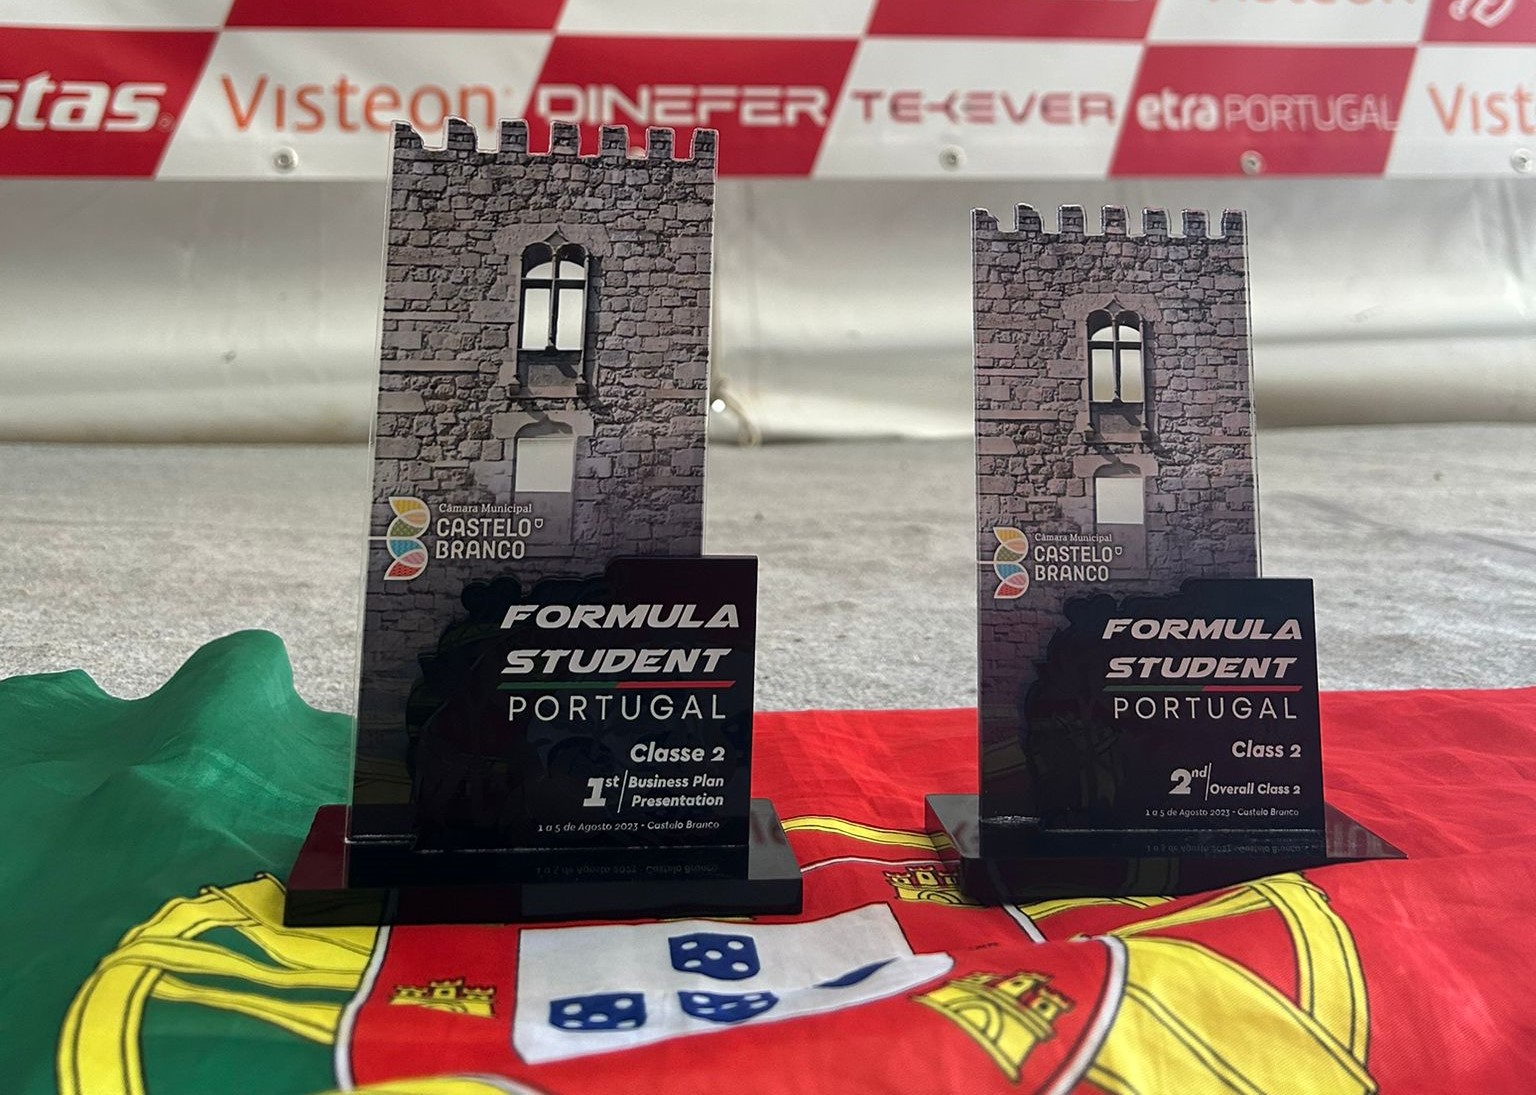 Visteon
DINEFER
TEKEVER
etra PORTUGAL
Câmara Municipal
CASTELO
BRANCO
FORMULA
STUDENT
PORTUGAL
Classe 2
1st Business Plan
Presentation
1 a 5 de Agosto 2023 - Castelo Branco
Câmara Municipal
CASTELO
BRANCO
FORMULA
STUDENT
PORTUGAL
Class 2
2nd Overall Class 2
1 a 5 de Agosto 2023 - Castelo Branco